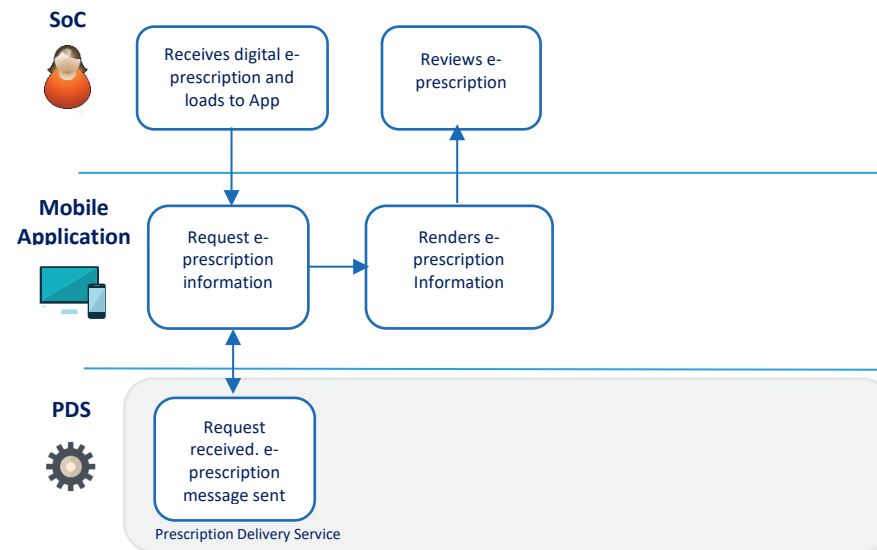 SoC
Receives digital e-
prescription and
loads to App
Reviews e-
prescription
Mobile
Application
Request e-
prescription
information
Renders e-
prescription
Information
PDS
Request
received. e-
prescription
message sent
Prescription Delivery Service